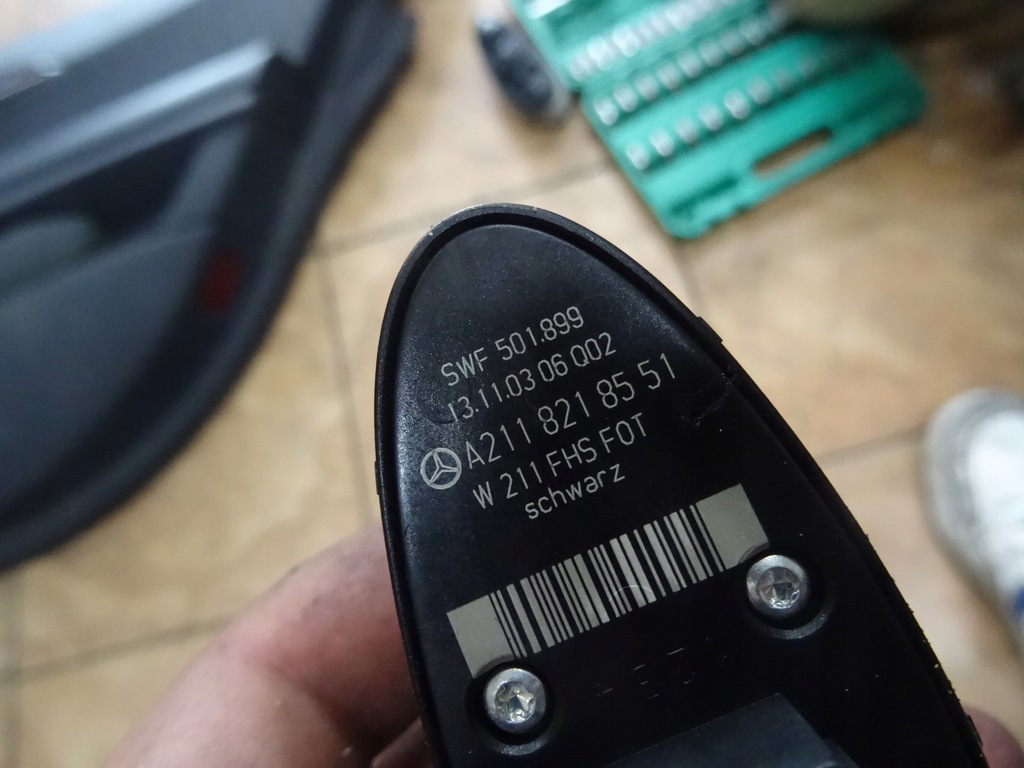 SWF 501.899
13.11.03 06 Q02
A211 821 85 51
W 211 FHS FOT
schwarz